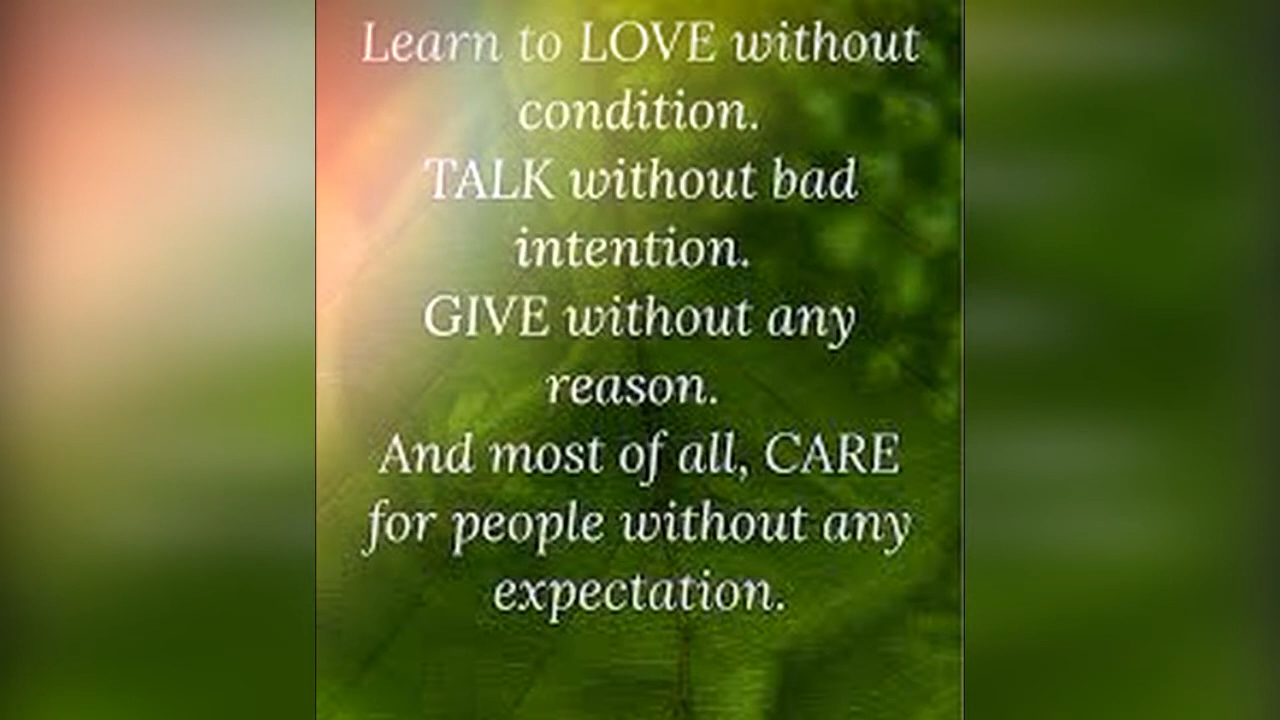 Learn to LOVE without
condition.
TALK without bad
intention.
GIVE without any
reason.
And most of all, CARE
for people without any
expectation.